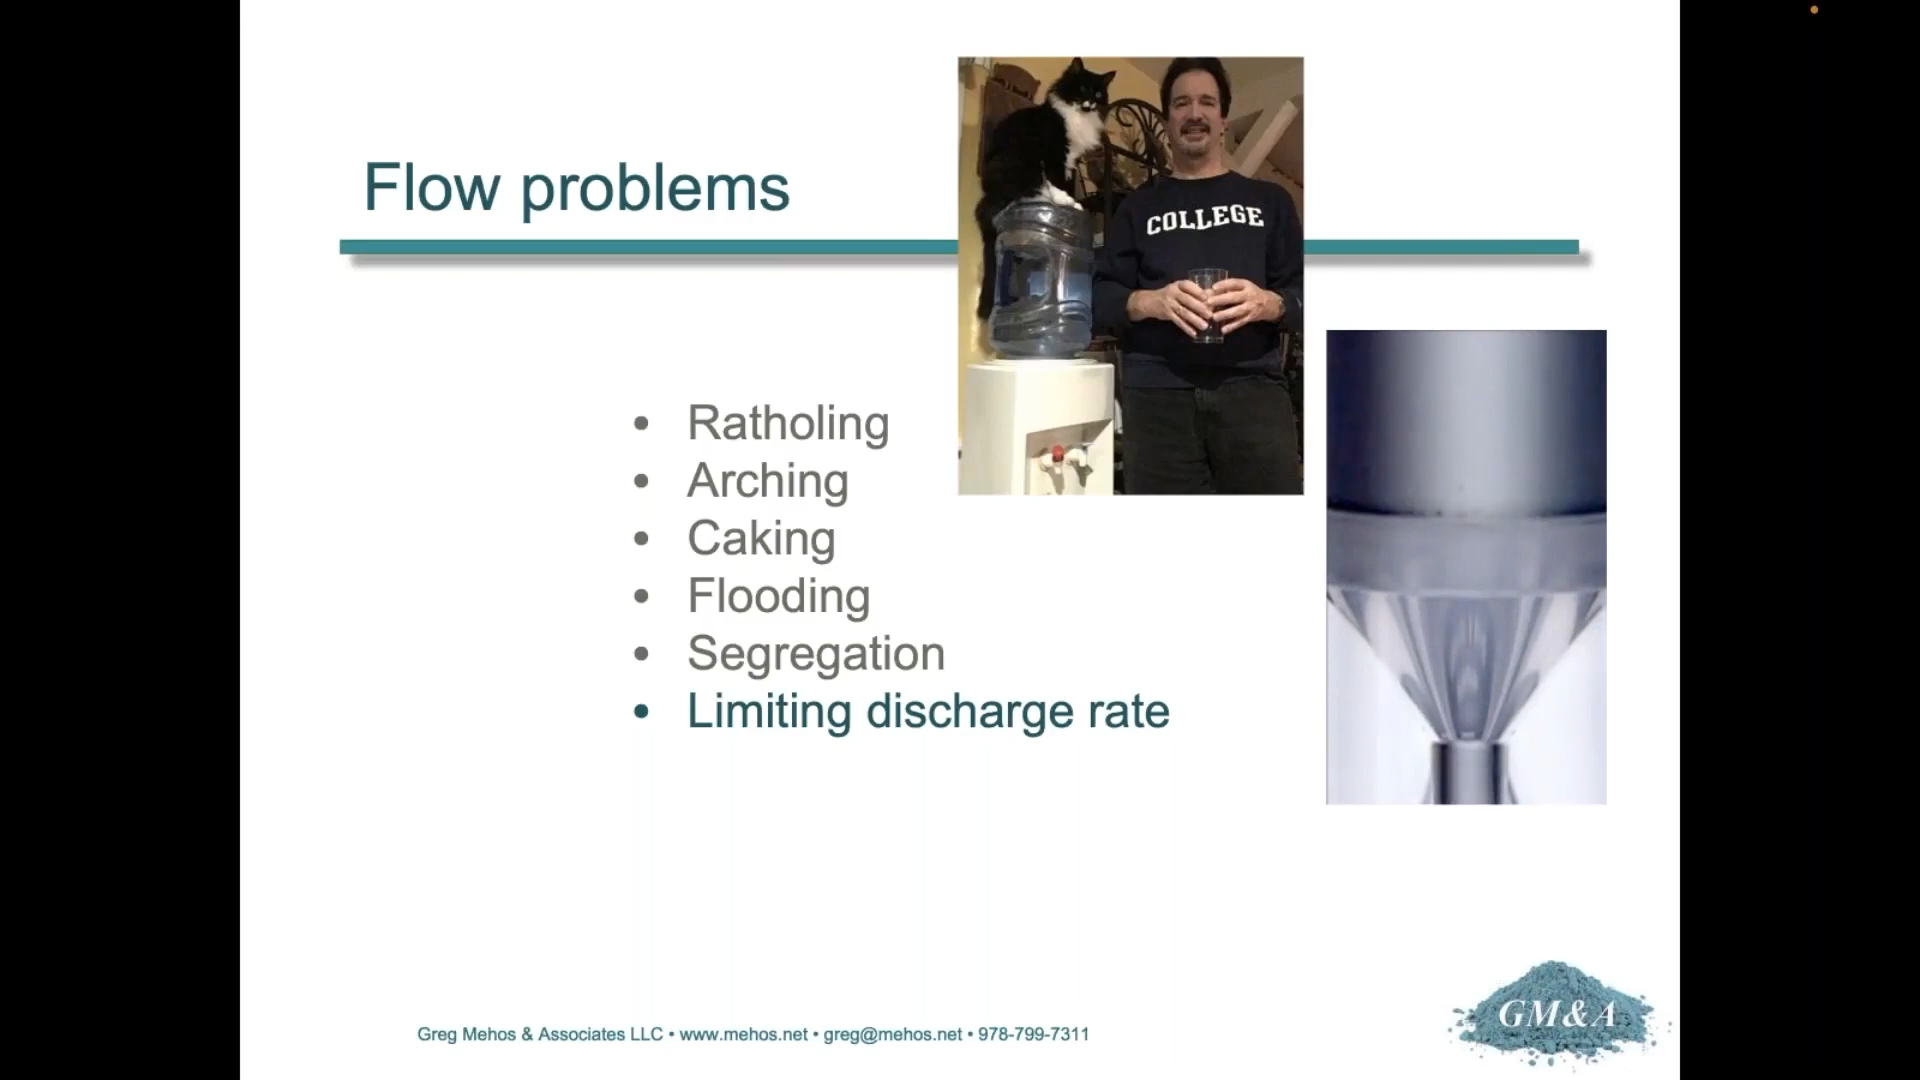 Flow problems
COLLEGE
• Ratholing
• Arching
• Caking
• Flooding
• Segregation
• Limiting discharge rate
Greg Mehos & Associates LLC • www.mehos.net • greg@mehos.net • 978-799-7311
GM&A